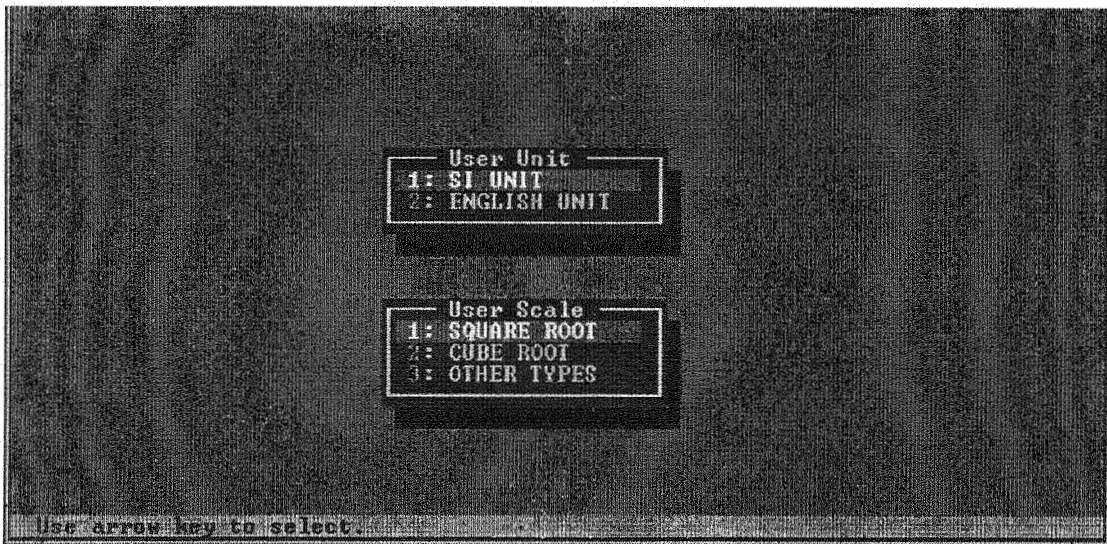 User Unit
1: SI UNIT
2: ENGLISH UNIT
User Scale
1: SQUARE ROOT
2: CUBE ROOT
3: OTHER TYPES
Use arrow key to select.